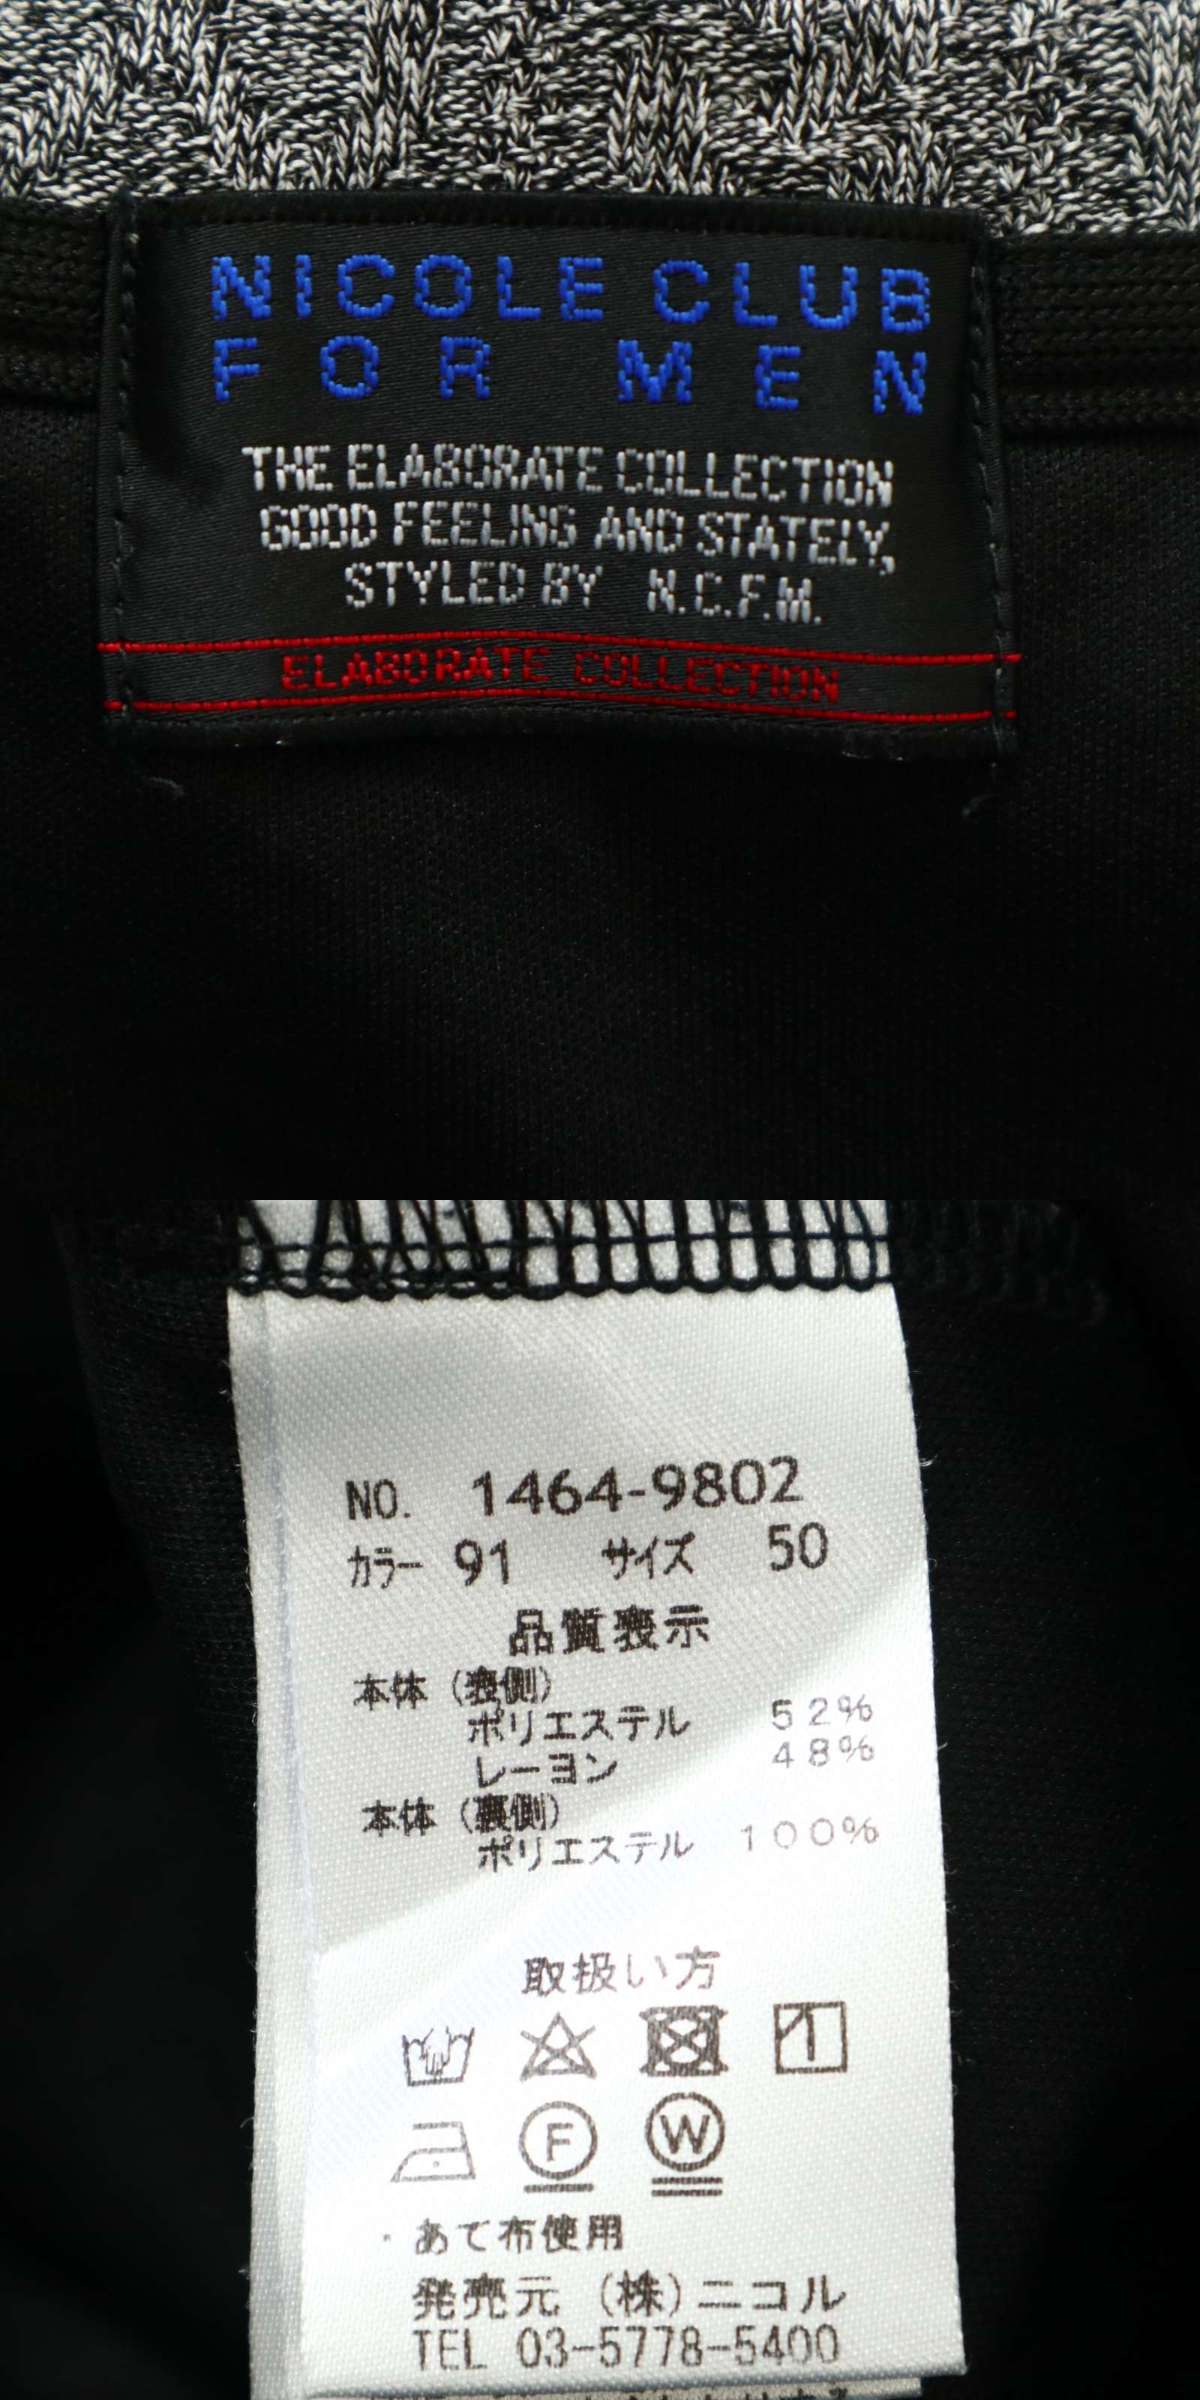 NICOLE CLUB
FOR MEN
THE ELABORATE COLLECTION
GOOD FEELING AND STATELY,
STYLED BY N.C.F.M.
ELABORATE COLLECTION
NO. 1464-9802
カラー 91 サイズ 50
品質表示
本体(表側)
ポリエステル 52%
レーヨン 48%
本体(裏側)
ポリエステル 100%
取扱い方
F W
・あて布使用
発売元 (株)ニコル
TEL 03-5778-5400